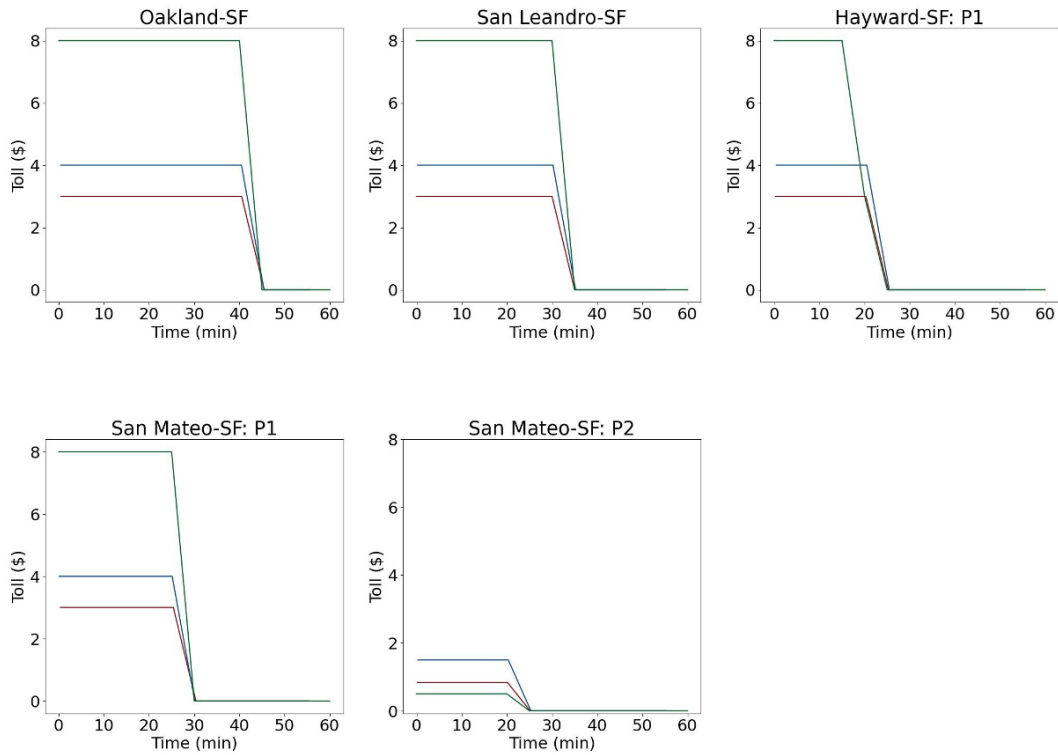 Oakland-SF
8
6
4
2
0
Toll ($)
0 10 20 30 40 50 60
Time (min)
San Leandro-SF
8
6
4
2
0
Toll ($)
0 10 20 30 40 50 60
Time (min)
Hayward-SF: P1
8
6
4
2
0
Toll ($)
0 10 20 30 40 50 60
Time (min)
San Mateo-SF: P1
8
6
4
2
0
Toll ($)
0 10 20 30 40 50 60
Time (min)
San Mateo-SF: P2
8
6
4
2
0
Toll ($)
0 10 20 30 40 50 60
Time (min)